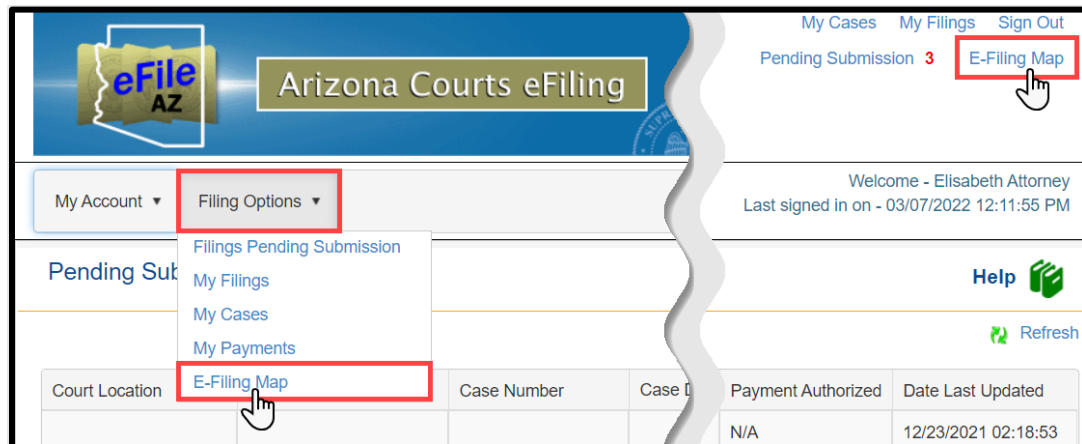 My Cases My Filings Sign Out
Pending Submission 3 E-Filing Map
eFile
AZ
Arizona Courts eFiling
SUPR
My Account ▼ Filing Options ▼
Welcome - Elisabeth Attorney
Last signed in on - 03/07/2022 12:11:55 PM
Filings Pending Submission
My Filings
My Cases
My Payments
E-Filing Map
Pending Sub
Help
Refresh
Court Location Case Number Case D Payment Authorized Date Last Updated
N/A 12/23/2021 02:18:53